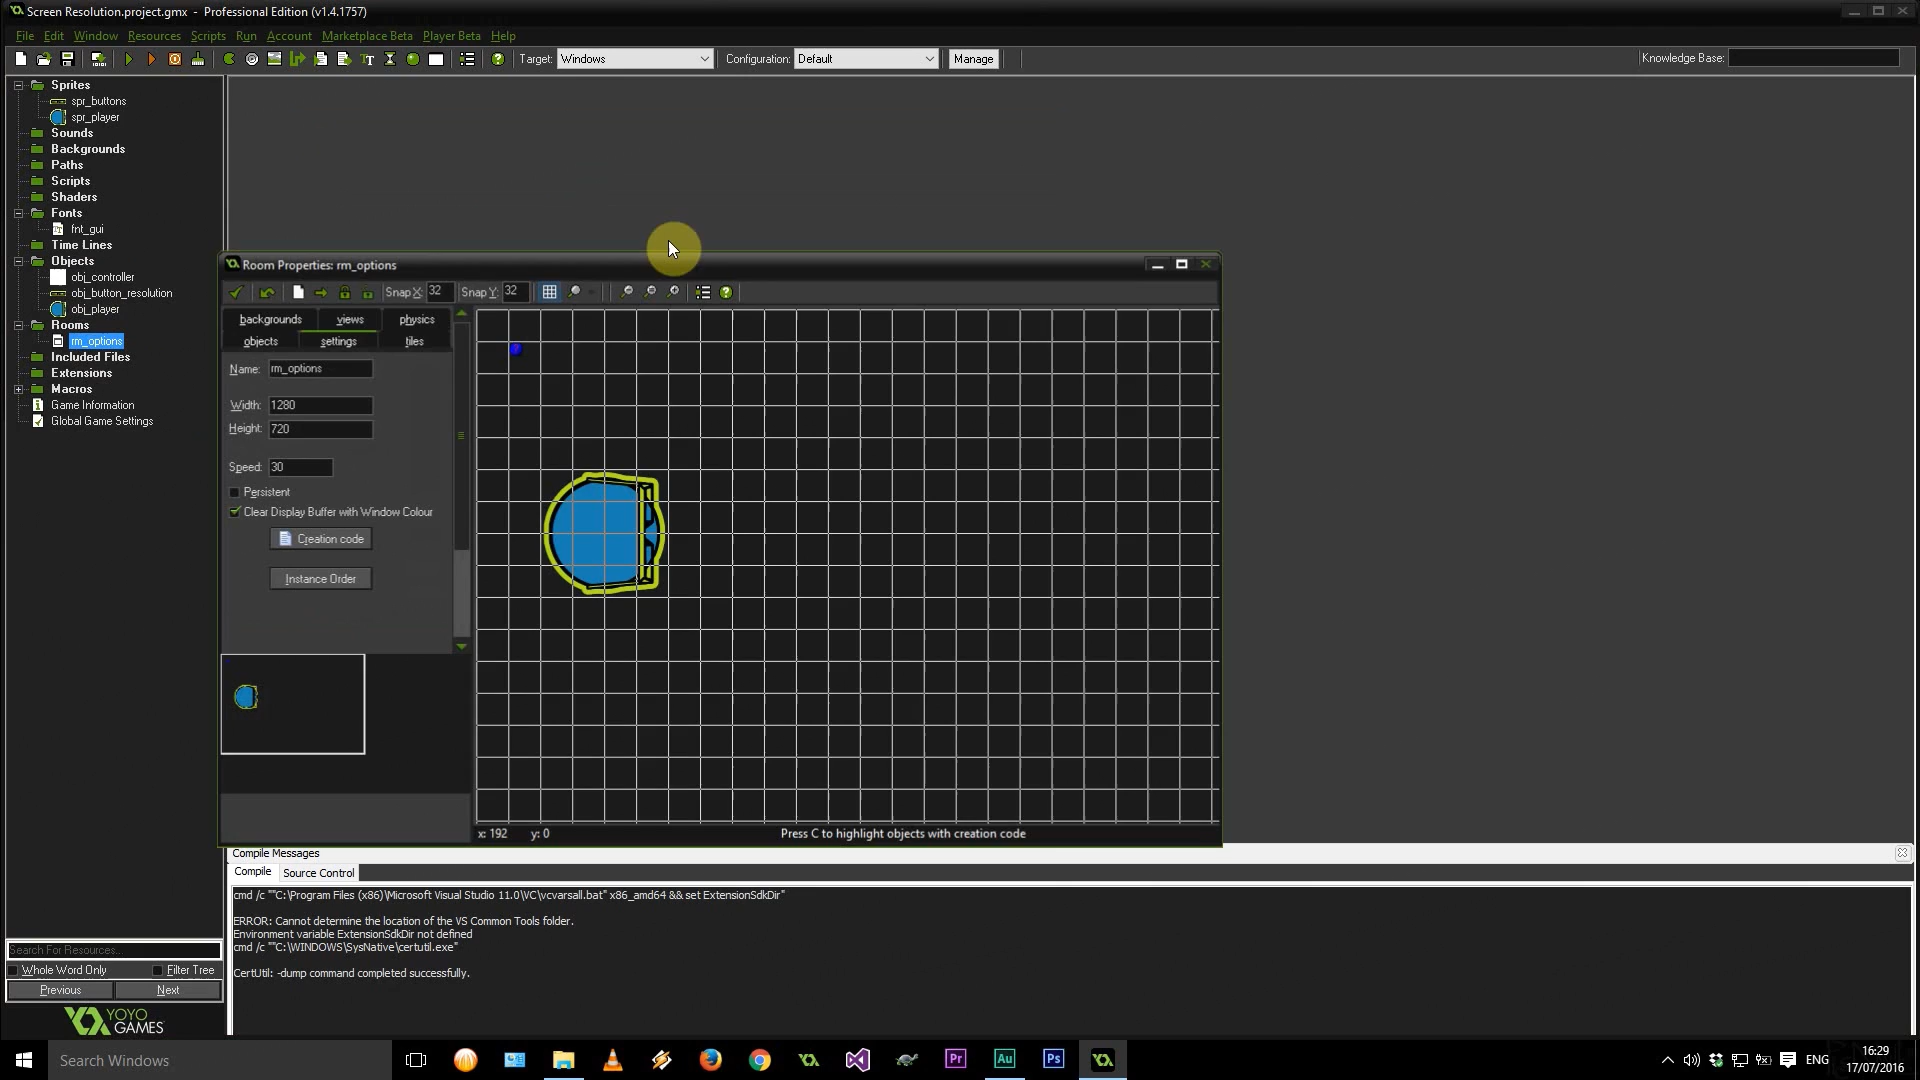 Screen Resolution.project.gmx - Professional Edition (v1.4.1757)
File Edit Window Resources Scripts Run Account Marketplace Beta Player Beta Help
Target: Windows Configuration: Default Manage Knowledge Base:
Sprites
spr_buttons
spr_player
Sounds
Backgrounds
Paths
Scripts
Shaders
Fonts
fnt_gui
Time Lines
Objects
obj_controller
obj_button_resolution
obj_player
Rooms
rm_options
Included Files
Extensions
Macros
Game Information
Global Game Settings
Room Properties: rm_options
Snap X: 32 Snap Y: 32
backgrounds views physics
objects settings tiles
Name: rm_options
Width: 1280
Height: 720
Speed: 30
Persistent
Clear Display Buffer with Window Colour
Creation code
Instance Order
x: 192 y: 0 Press C to highlight objects with creation code
Compile Messages
Compile Source Control
cmd /c ""C:\Program Files (x86)\Microsoft Visual Studio 11.0\VC\vcvarsall.bat" x86_amd64 && set ExtensionSdkDir"
ERROR: Cannot determine the location of the VS Common Tools folder.
Environment variable ExtensionSdkDir not defined
cmd /c ""C:\WINDOWS\SysNative\certutil.exe"
CertUtil: -dump command completed successfully.
Search For Resources..
Whole Word Only Filter Tree
Previous Next
YOYO
GAMES
Search Windows
Pr Au Ps
ENG
16:29
17/07/2016